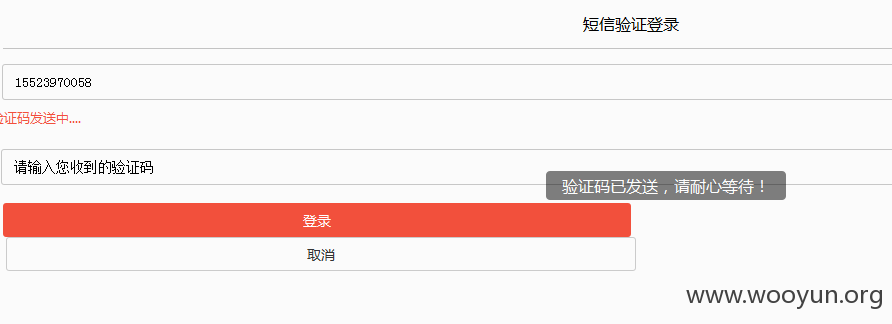 短信验证登录
15523970058
验证码发送中....
请输入您收到的验证码
验证码已发送，请耐心等待！
登录
取消
www.wooyun.org